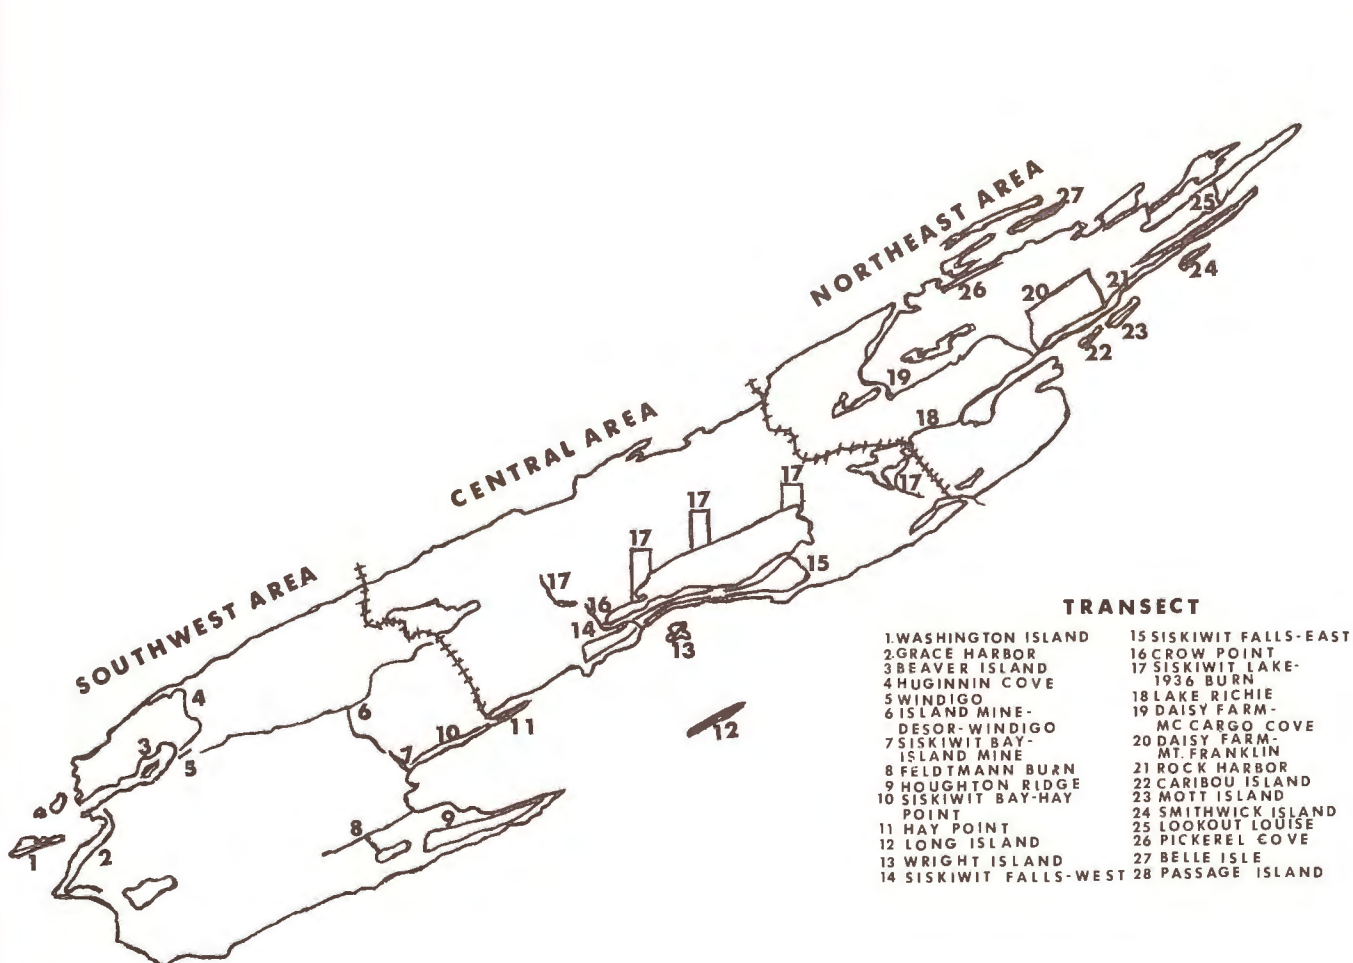 NORTHEAST AREA
27
25
24
21
20
26
23
22
19
18
CENTRAL AREA
17
17
17
17
17
15
16
14
13
12
SOUTHWEST AREA
4
3
5
6
7
10
11
8
9
1
2
TRANSECT
1.WASHINGTON ISLAND
2.GRACE HARBOR
3 BEAVER ISLAND
4 HUGINNIN COVE
5 WINDIGO
6 ISLAND MINE-
DESOR-WINDIGO
7 SISKIWIT BAY-
ISLAND MINE
8 FELDTMANN BURN
9 HOUGHTON RIDGE
10 SISKIWIT BAY-HAY
POINT
11 HAY POINT
12 LONG ISLAND
13 WRIGHT ISLAND
14 SISKIWIT FALLS-WEST
15 SISKIWIT FALLS-EAST
16 CROW POINT
17 SISKIWIT LAKE-
1936 BURN
18 LAKE RICHIE
19 DAISY FARM-
MC CARGO COVE
20 DAISY FARM-
MT. FRANKLIN
21 ROCK HARBOR
22 CARIBOU ISLAND
23 MOTT ISLAND
24 SMITHWICK ISLAND
25 LOOKOUT LOUISE
26 PICKEREL COVE
27 BELLE ISLE
28 PASSAGE ISLAND